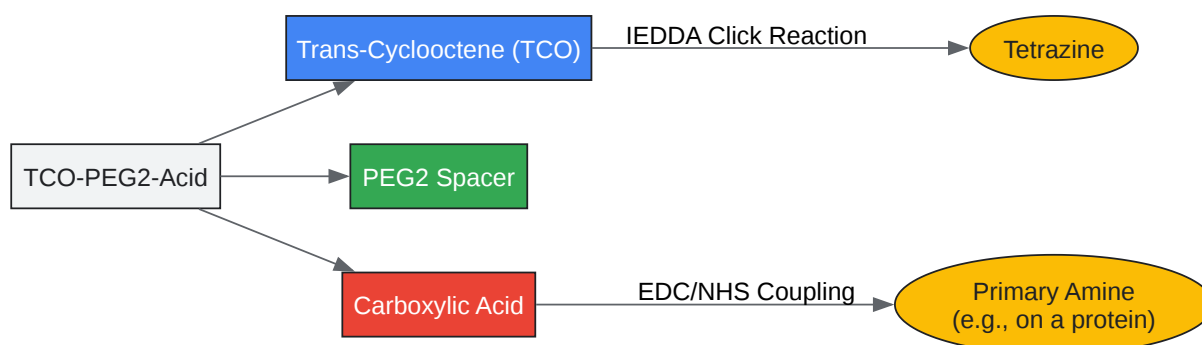 Trans-Cyclooctene (TCO)
IEDDA Click Reaction
Tetrazine
TCO-PEG2-Acid
PEG2 Spacer
Carboxylic Acid
EDC/NHS Coupling
Primary Amine
(e.g., on a protein)